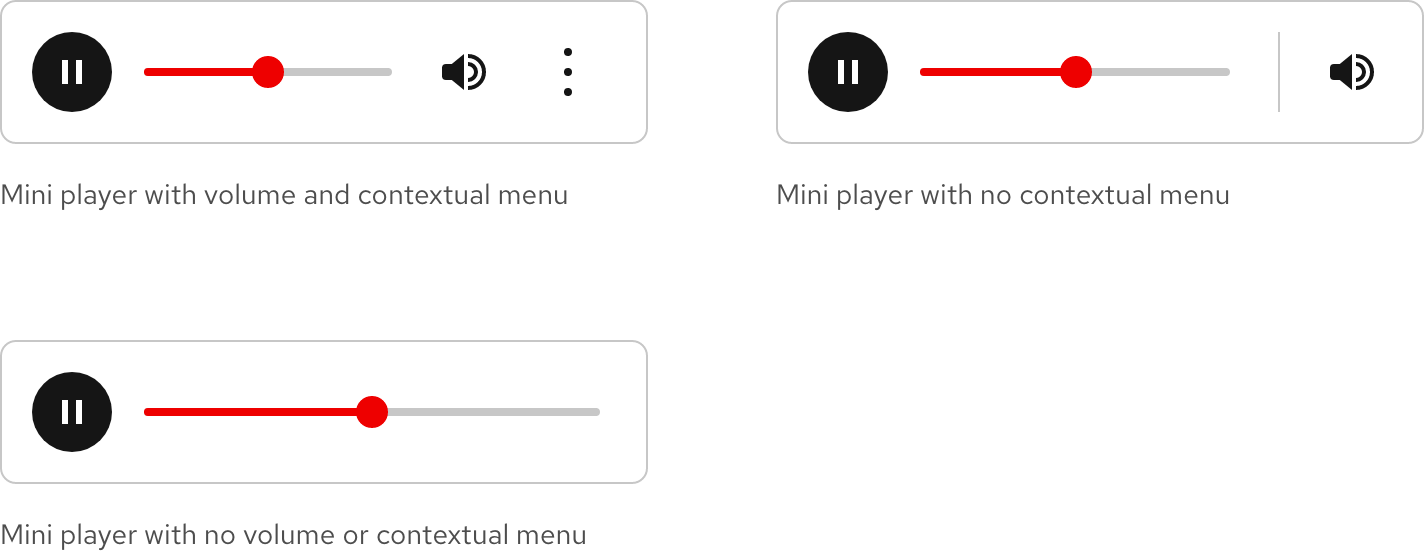 Mini player with volume and contextual menu
Mini player with no contextual menu
Mini player with no volume or contextual menu